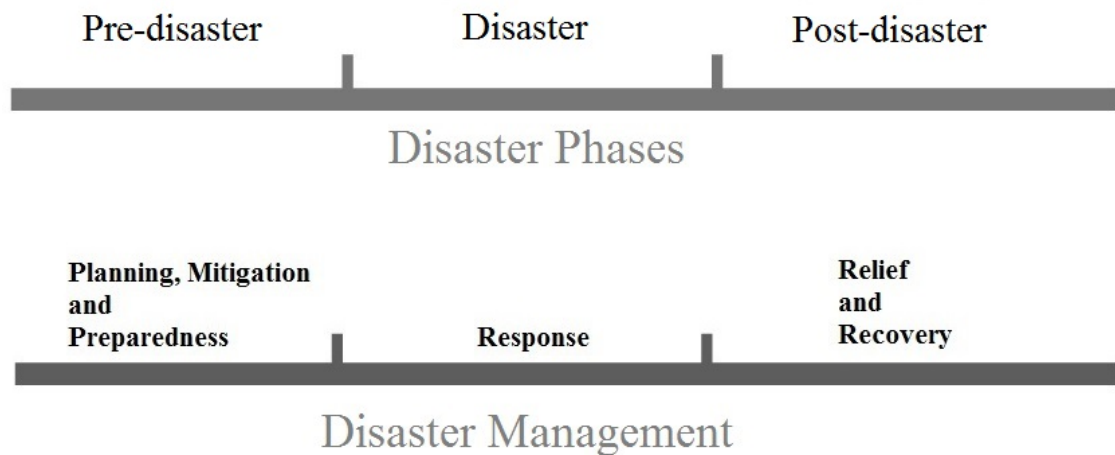 Pre-disaster
Disaster
Post-disaster
Disaster Phases
Planning, Mitigation
and
Preparedness
Response
Relief
and
Recovery
Disaster Management